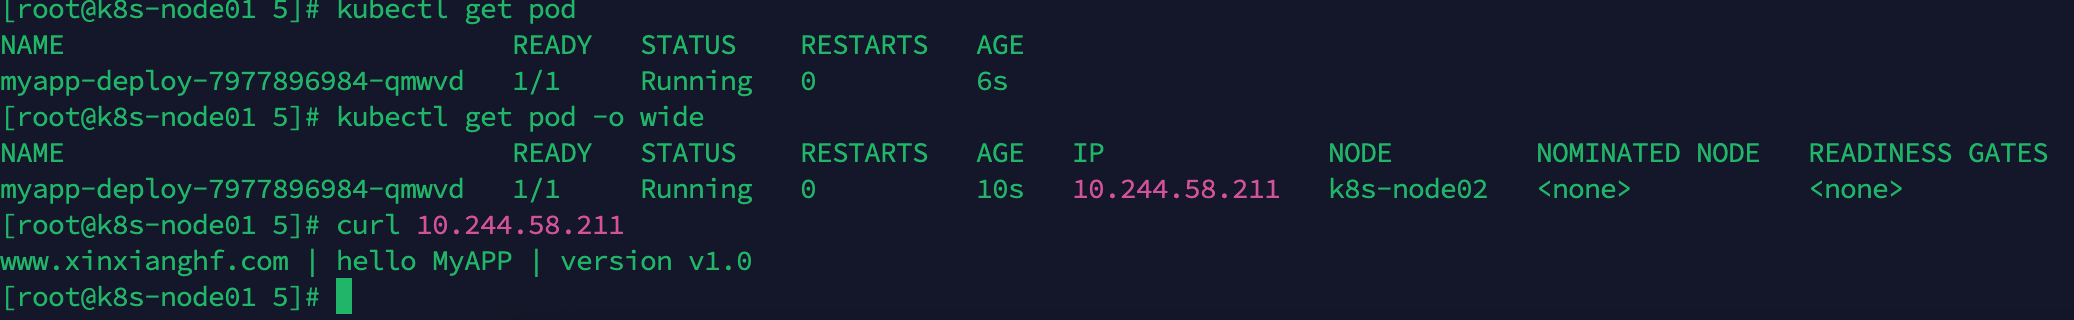 [root@k8s-node01 5]# kubectl get pod
NAME                            READY   STATUS    RESTARTS   AGE
myapp-deploy-7977896984-qmwvd   1/1     Running   0          6s
[root@k8s-node01 5]# kubectl get pod -o wide
NAME                            READY   STATUS    RESTARTS   AGE   IP              NODE         NOMINATED NODE   READINESS GATES
myapp-deploy-7977896984-qmwvd   1/1     Running   0          10s   10.244.58.211   k8s-node02   <none>           <none>
[root@k8s-node01 5]# curl 10.244.58.211
www.xinxianghf.com | hello MyAPP | version v1.0
[root@k8s-node01 5]#